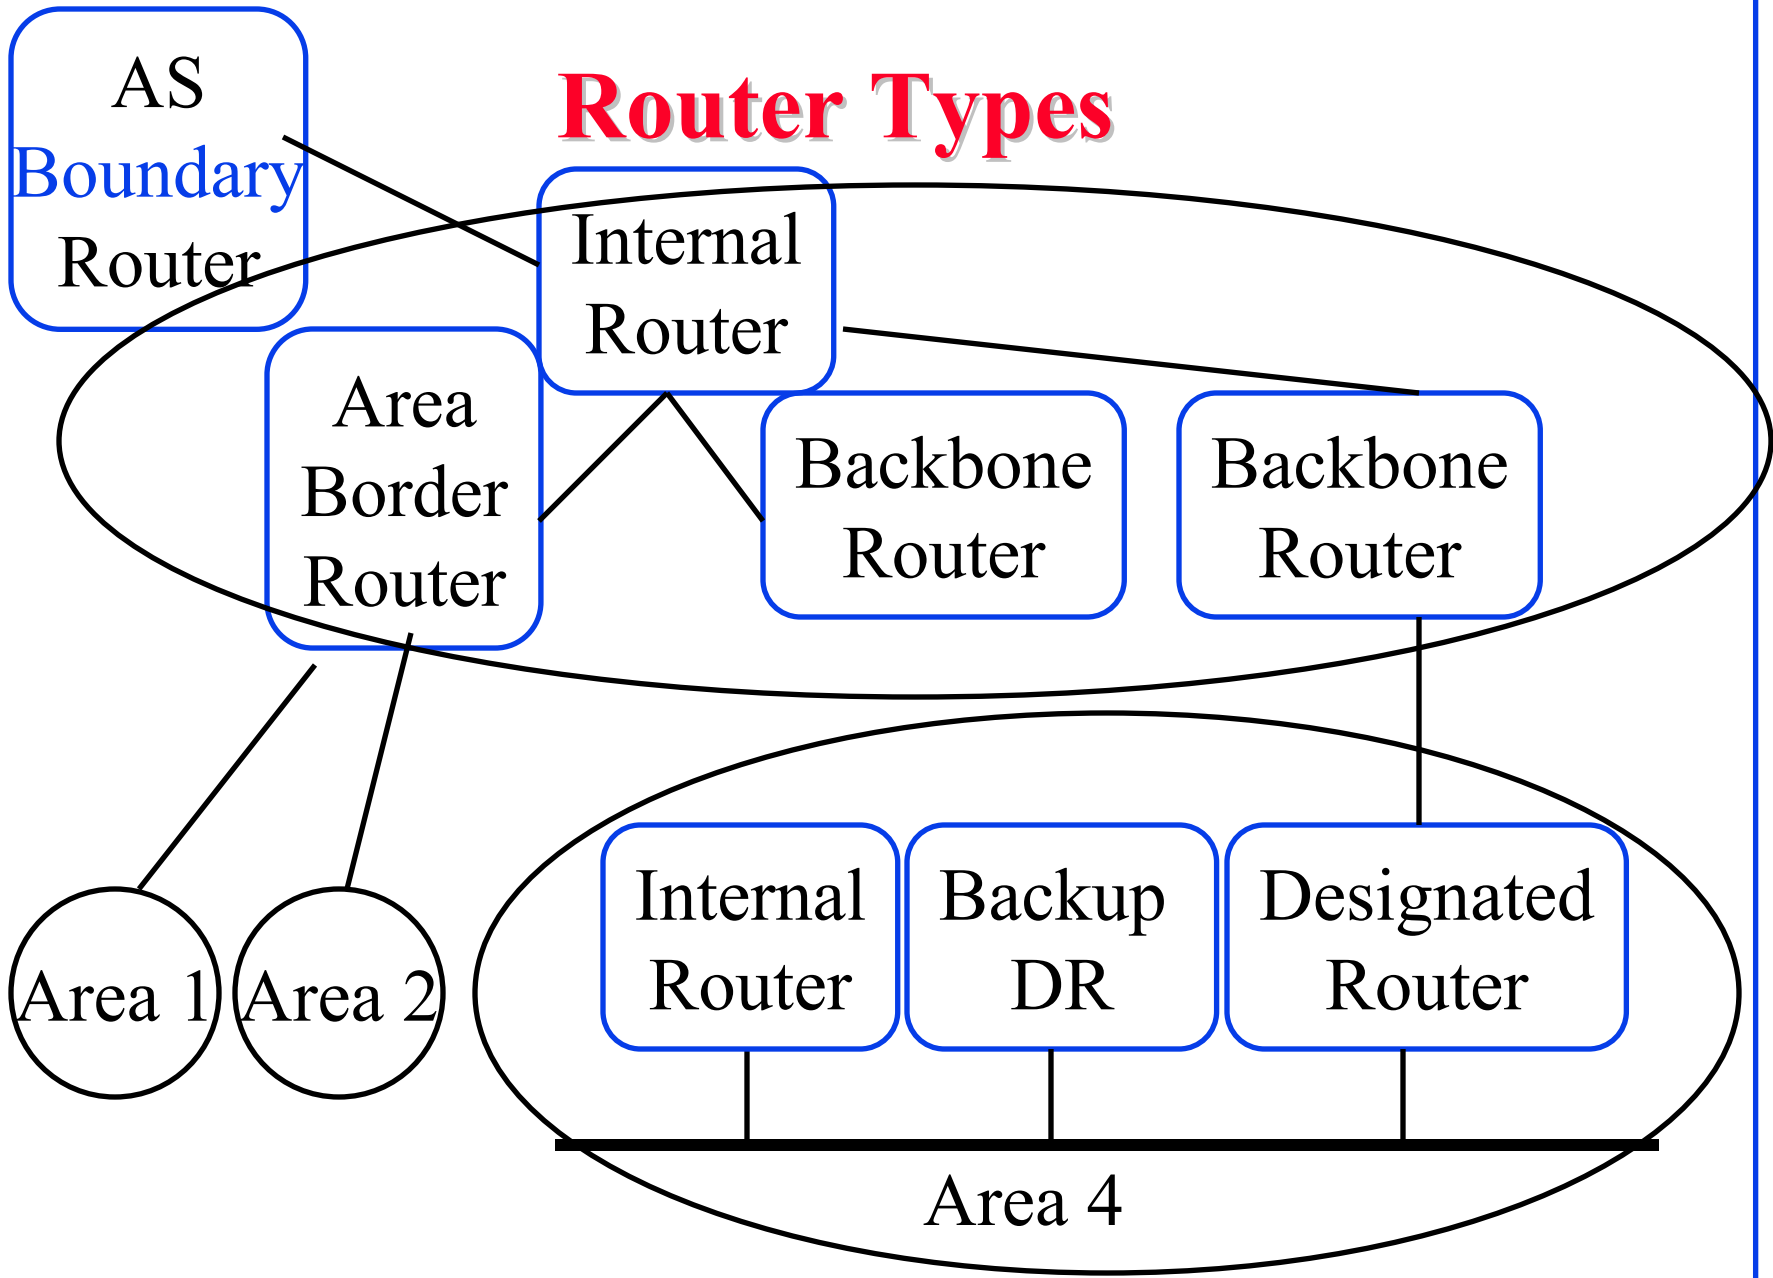 Router Types
AS
Boundary
Router
Internal
Router
Area
Border
Router
Backbone
Router
Backbone
Router
Internal
Router
Backup
DR
Designated
Router
Area 1
Area 2
Area 4